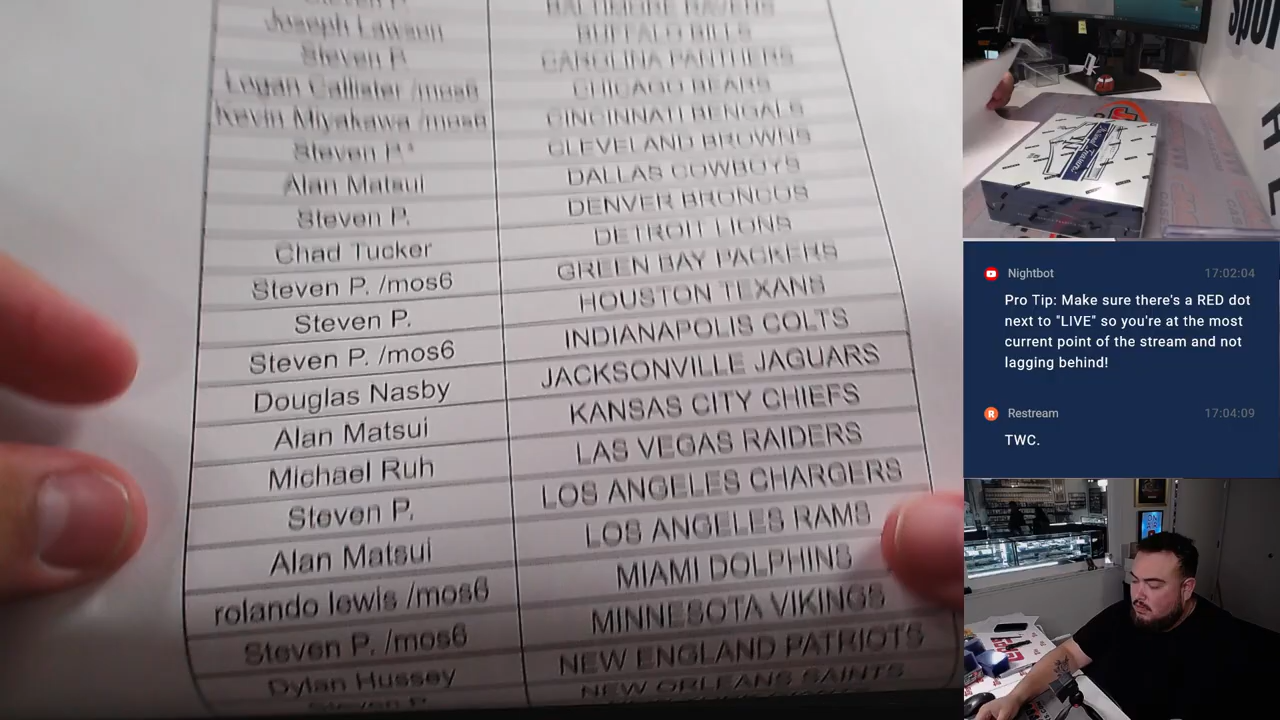 Steven P. BALTIMORE RAVENS
Joseph Lawson BUFFALO BILLS
Steven P. CAROLINA PANTHERS
Logan Callister /mos6 CHICAGO BEARS
Kevin Miyakawa /mos6 CINCINNATI BENGALS
Steven P.* CLEVELAND BROWNS
Alan Matsui DALLAS COWBOYS
Steven P. DENVER BRONCOS
Chad Tucker DETROIT LIONS
Steven P. /mos6 GREEN BAY PACKERS
Steven P. HOUSTON TEXANS
Steven P. /mos6 INDIANAPOLIS COLTS
Douglas Nasby JACKSONVILLE JAGUARS
Alan Matsui KANSAS CITY CHIEFS
Michael Ruh LAS VEGAS RAIDERS
Steven P. LOS ANGELES CHARGERS
Alan Matsui LOS ANGELES RAMS
rolando lewis /mos6 MIAMI DOLPHINS
Steven P. /mos6 MINNESOTA VIKINGS
Dylan Hussey NEW ENGLAND PATRIOTS
Steven P. NEW ORLEANS SAINTS
Nightbot 17:02:04
Pro Tip: Make sure there's a RED dot
next to "LIVE" so you're at the most
current point of the stream and not
lagging behind!
Restream 17:04:09
TWC.